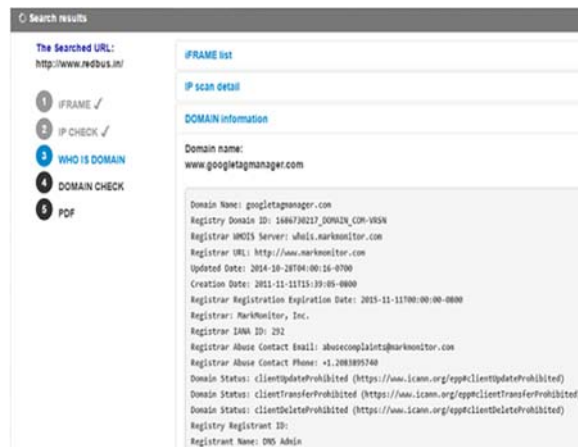 Search results
The Searched URL:
http://www.redbus.in/
1 iFRAME ✓
2 IP CHECK ✓
3 WHO IS DOMAIN
4 DOMAIN CHECK
5 PDF
iFRAME list
IP scan detail
DOMAIN information
Domain name:
www.googletagmanager.com
Domain Name: googletagmanager.com
Registry Domain ID: 1686730217_DOMAIN_COM-VRSN
Registrar WHOIS Server: whois.markmonitor.com
Registrar URL: http://www.markmonitor.com
Updated Date: 2014-10-28T04:00:16-0700
Creation Date: 2011-11-11T15:39:05-0800
Registrar Registration Expiration Date: 2015-11-11T00:00:00-0800
Registrar: MarkMonitor, Inc.
Registrar IANA ID: 292
Registrar Abuse Contact Email: abusecomplaints@markmonitor.com
Registrar Abuse Contact Phone: +1.2083895740
Domain Status: clientUpdateProhibited (https://www.icann.org/epp#clientUpdateProhibited)
Domain Status: clientTransferProhibited (https://www.icann.org/epp#clientTransferProhibited
Domain Status: clientDeleteProhibited (https://www.icann.org/epp#clientDeleteProhibited)
Registry Registrant ID:
Registrant Name: DNS Admin